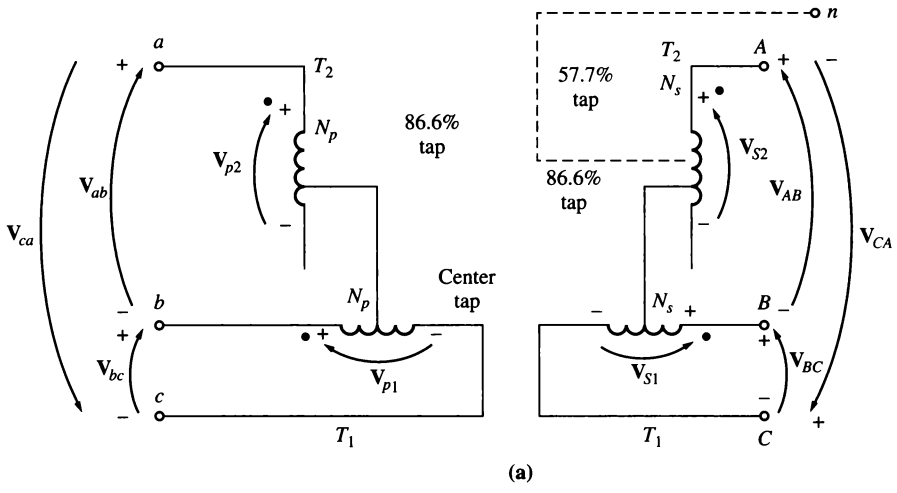 n
a
T2
A
+
+
−
57.7%
tap
Ns
+
+
Np
86.6%
tap
Vp2
VS2
Vab
86.6%
tap
VAB
Vca
VCA
−
−
Center
tap
−
b
Np
−
Ns
+
B
−
+
+
−
+
Vbc
Vp1
VS1
VBC
−
c
−
C
+
T1
T1
T2
(a)